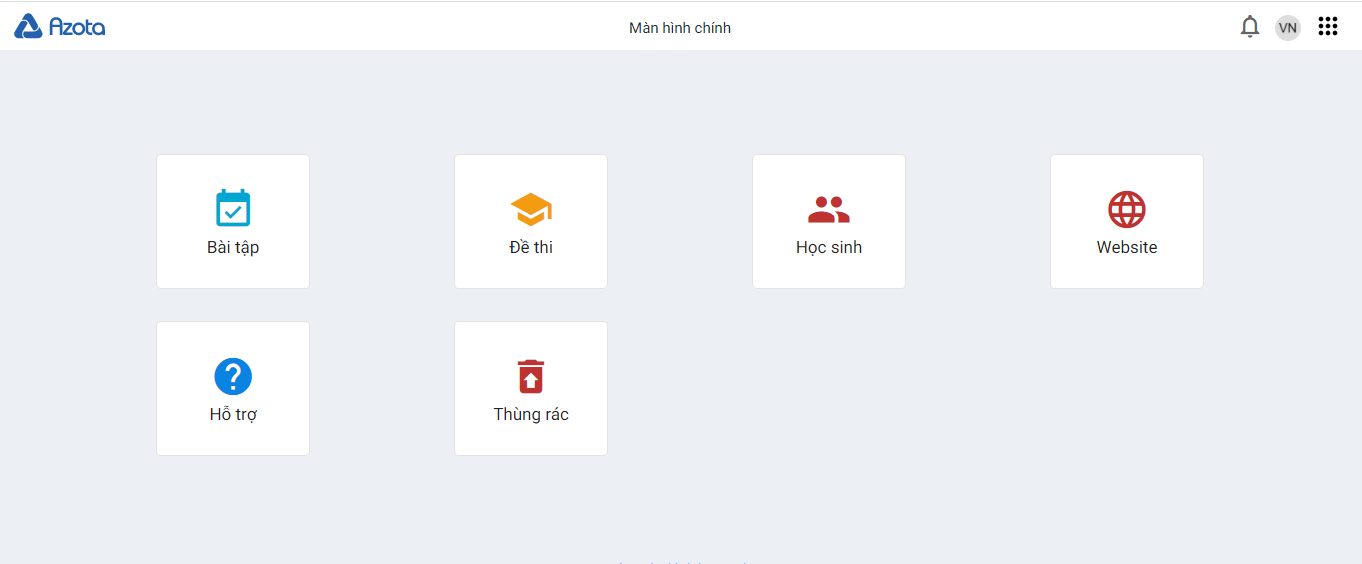 Azota
Màn hình chính
VN
Bài tập
Đề thi
Học sinh
Website
Hỗ trợ
Thùng rác